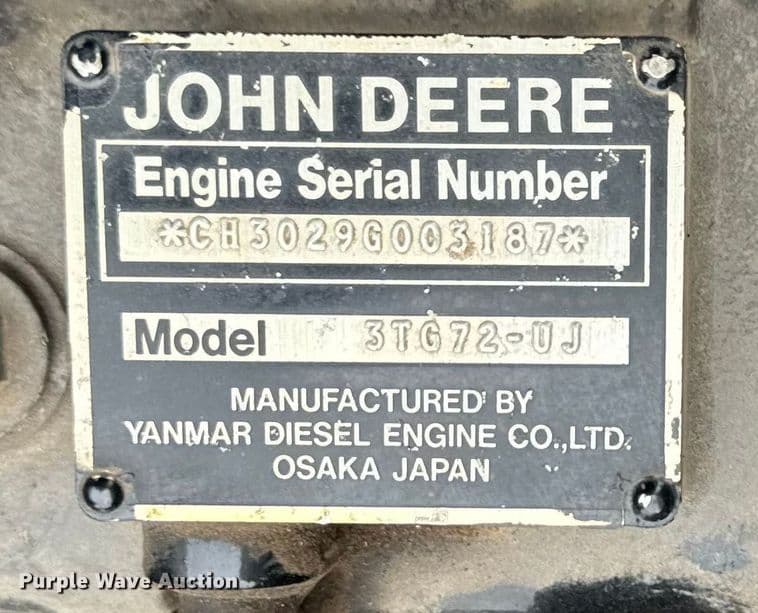 JOHN DEERE
Engine Serial Number
*CH3029G003187*
Model 3TG72-UJ
MANUFACTURED BY
YANMAR DIESEL ENGINE CO.,LTD.
OSAKA JAPAN
Purple Wave Auction